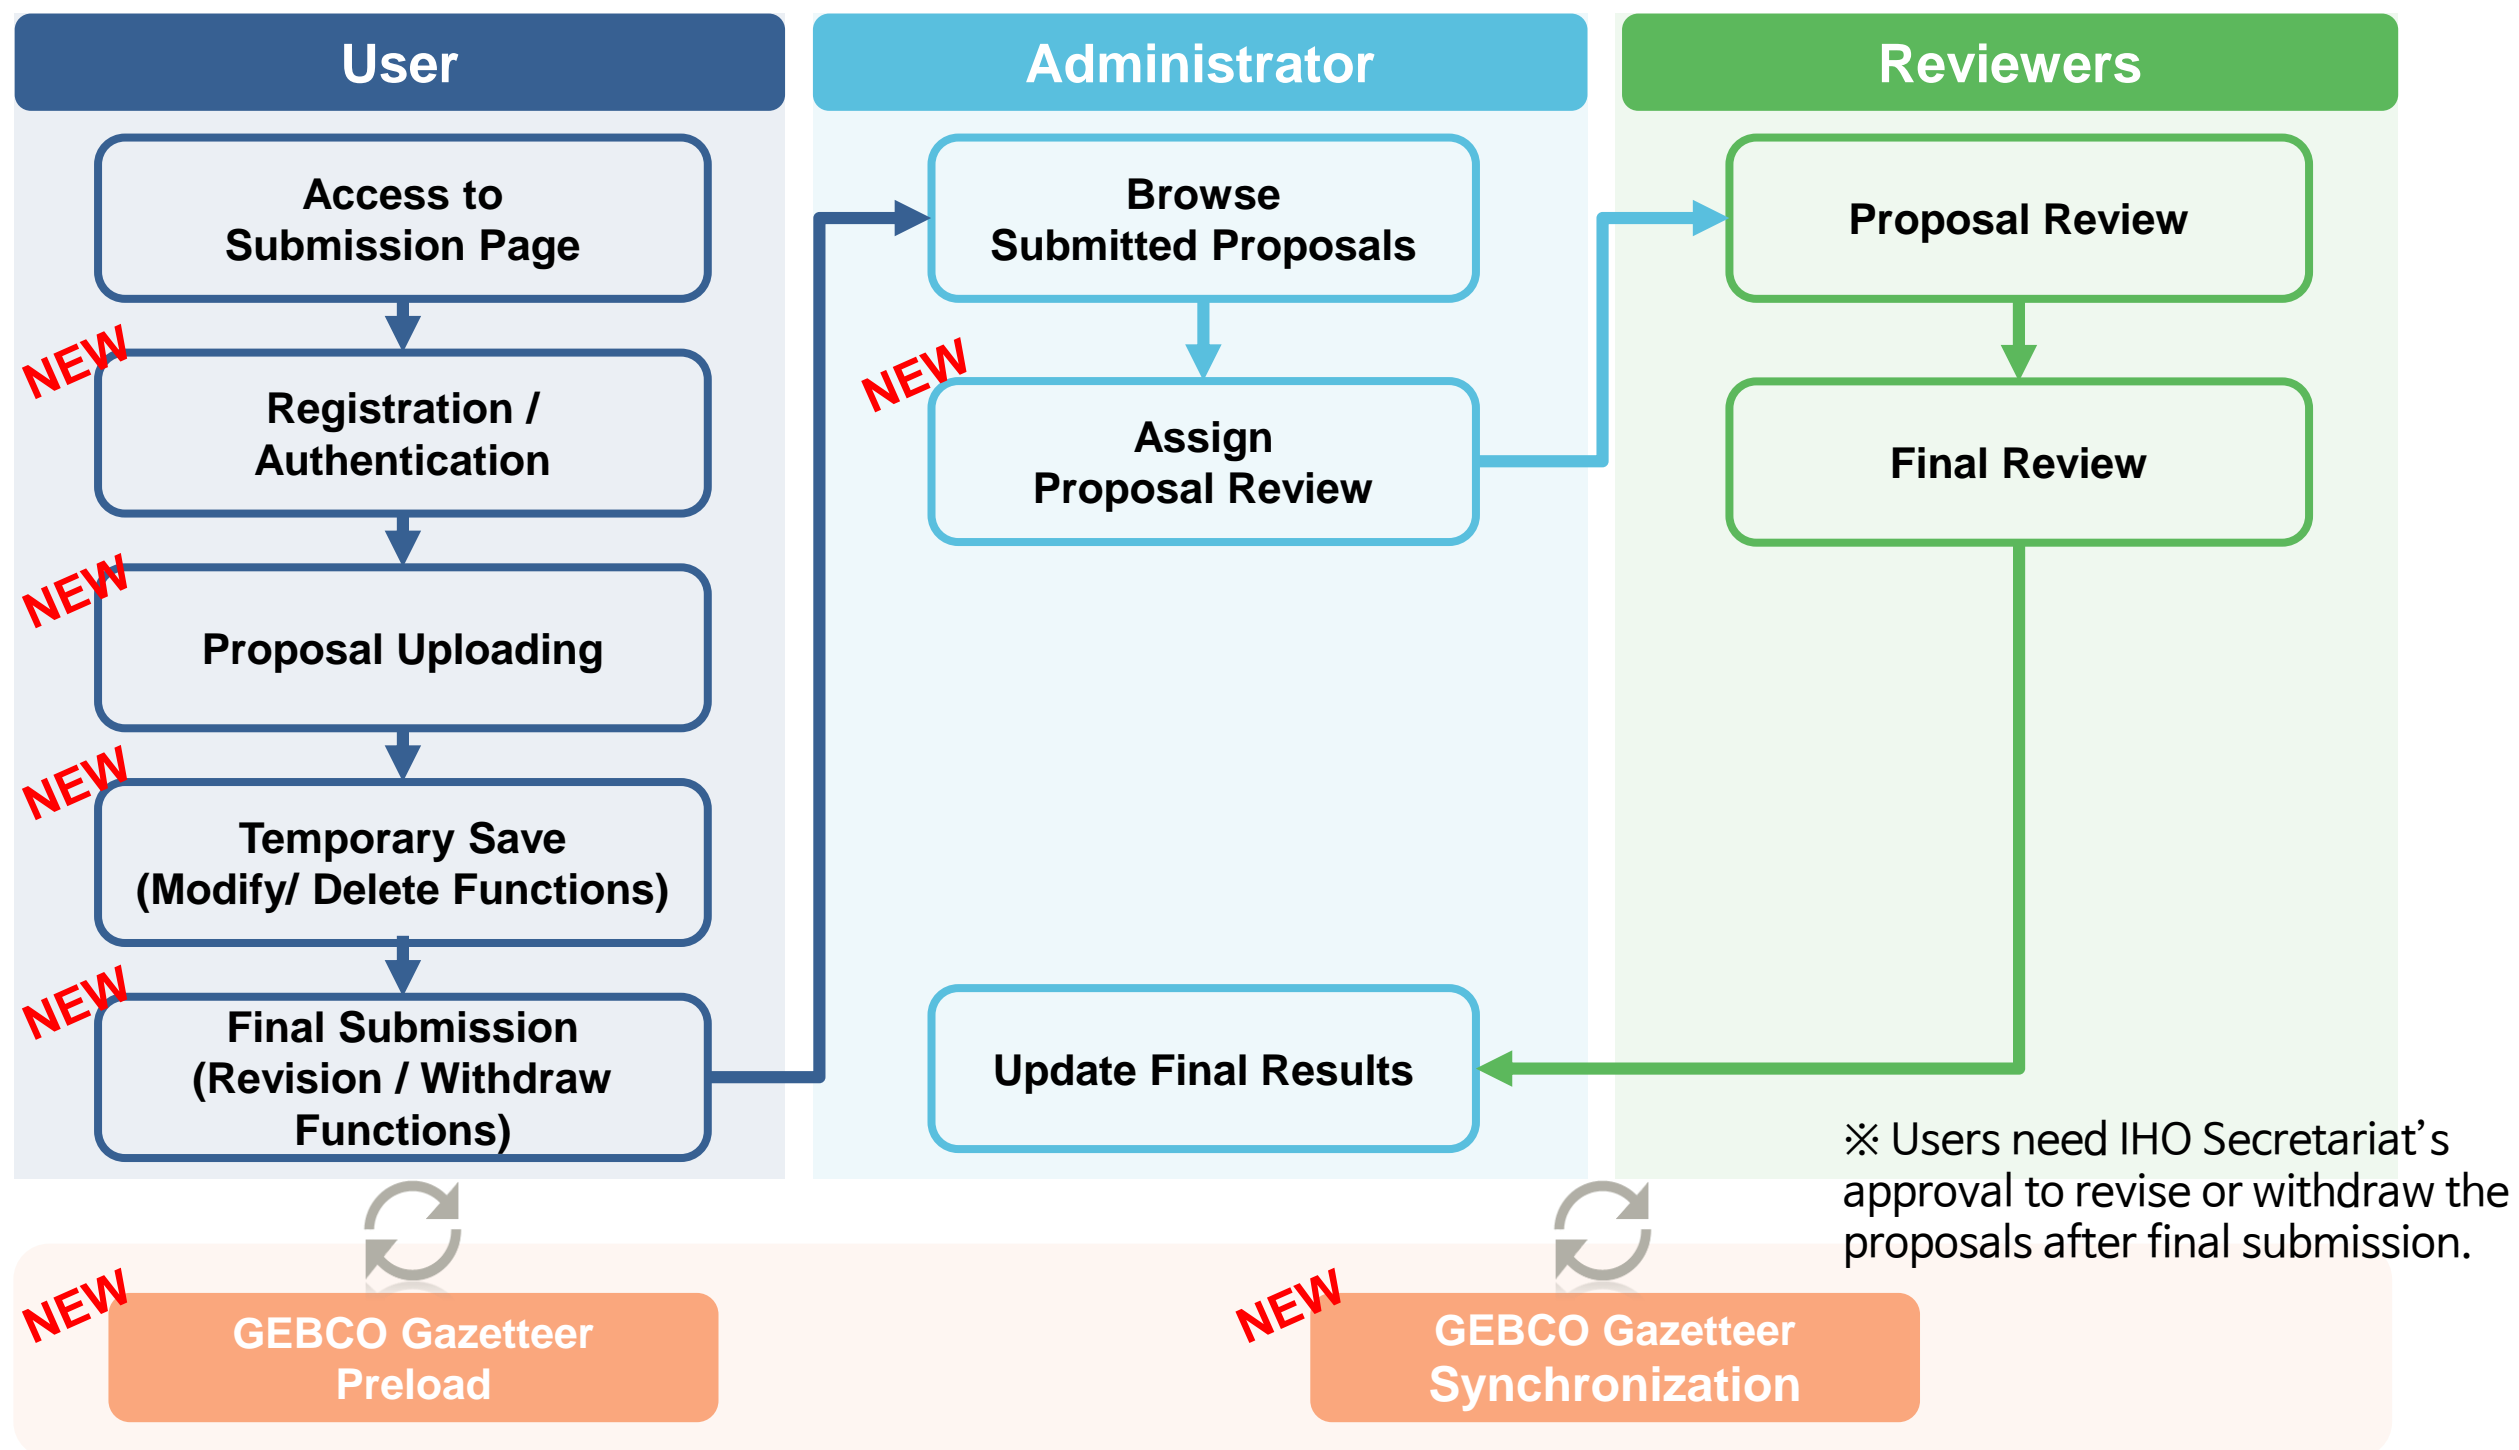 User
Access to
Submission Page
NEW
Registration /
Authentication
NEW
Proposal Uploading
NEW
Temporary Save
(Modify/ Delete Functions)
NEW
Final Submission
(Revision / Withdraw
Functions)
Administrator
Browse
Submitted Proposals
NEW
Assign
Proposal Review
Update Final Results
Reviewers
Proposal Review
Final Review
※ Users need IHO Secretariat’s
approval to revise or withdraw the
proposals after final submission.
NEW
GEBCO Gazetteer
Preload
NEW
GEBCO Gazetteer
Synchronization